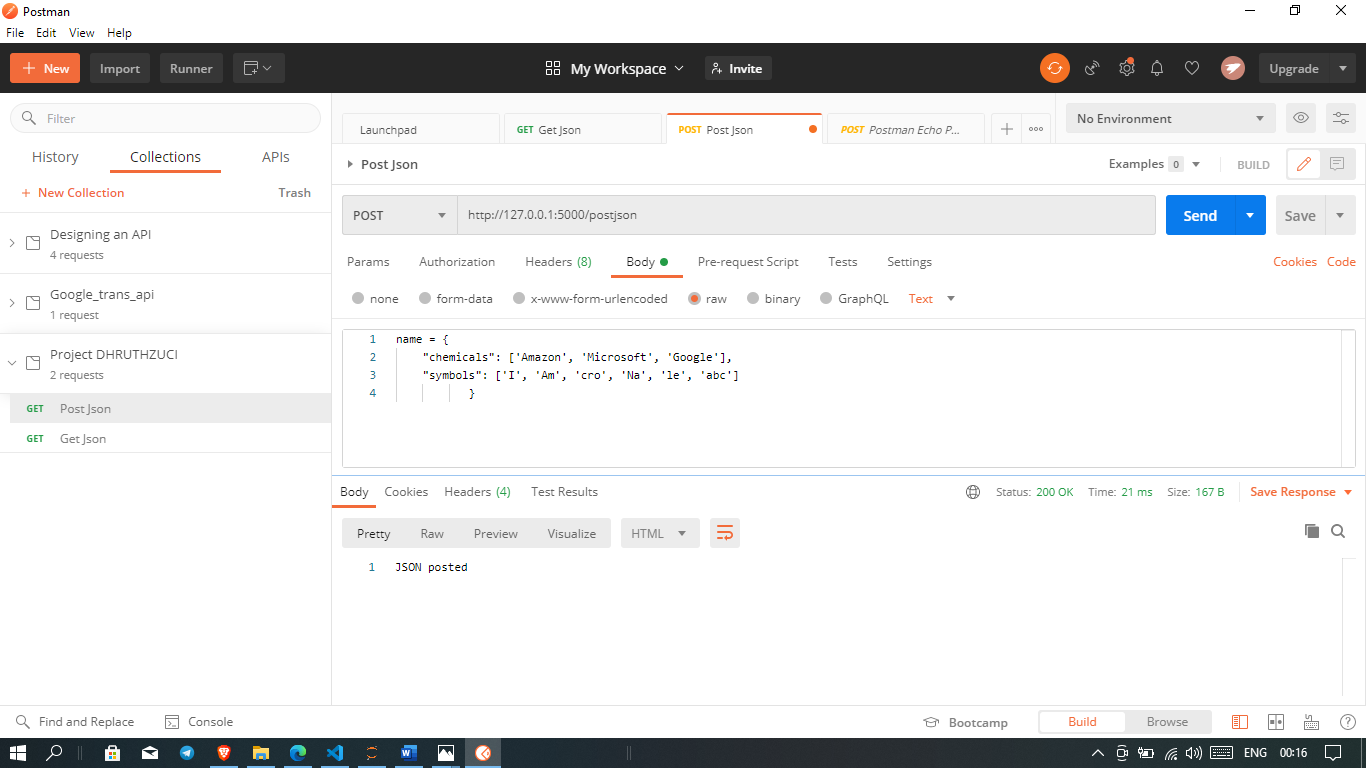 Postman
File Edit View Help
New Import Runner My Workspace Invite Upgrade
Filter
History Collections APIs
+ New Collection Trash
Designing an API
4 requests
Google_trans_api
1 request
Project DHRUTHZUCI
2 requests
GET Post Json
GET Get Json
Launchpad GET Get Json POST Post Json POST Postman Echo P... No Environment
Post Json Examples 0 BUILD
POST http://127.0.0.1:5000/postjson Send Save
Params Authorization Headers (8) Body Pre-request Script Tests Settings Cookies Code
none form-data x-www-form-urlencoded raw binary GraphQL Text
1 name = {
2 "chemicals": ['Amazon', 'Microsoft', 'Google'],
3 "symbols": ['I', 'Am', 'cro', 'Na', 'le', 'abc']
4 }
Body Cookies Headers (4) Test Results Status: 200 OK Time: 21 ms Size: 167 B Save Response
Pretty Raw Preview Visualize HTML
1 JSON posted
Find and Replace Console Bootcamp Build Browse
ENG 00:16